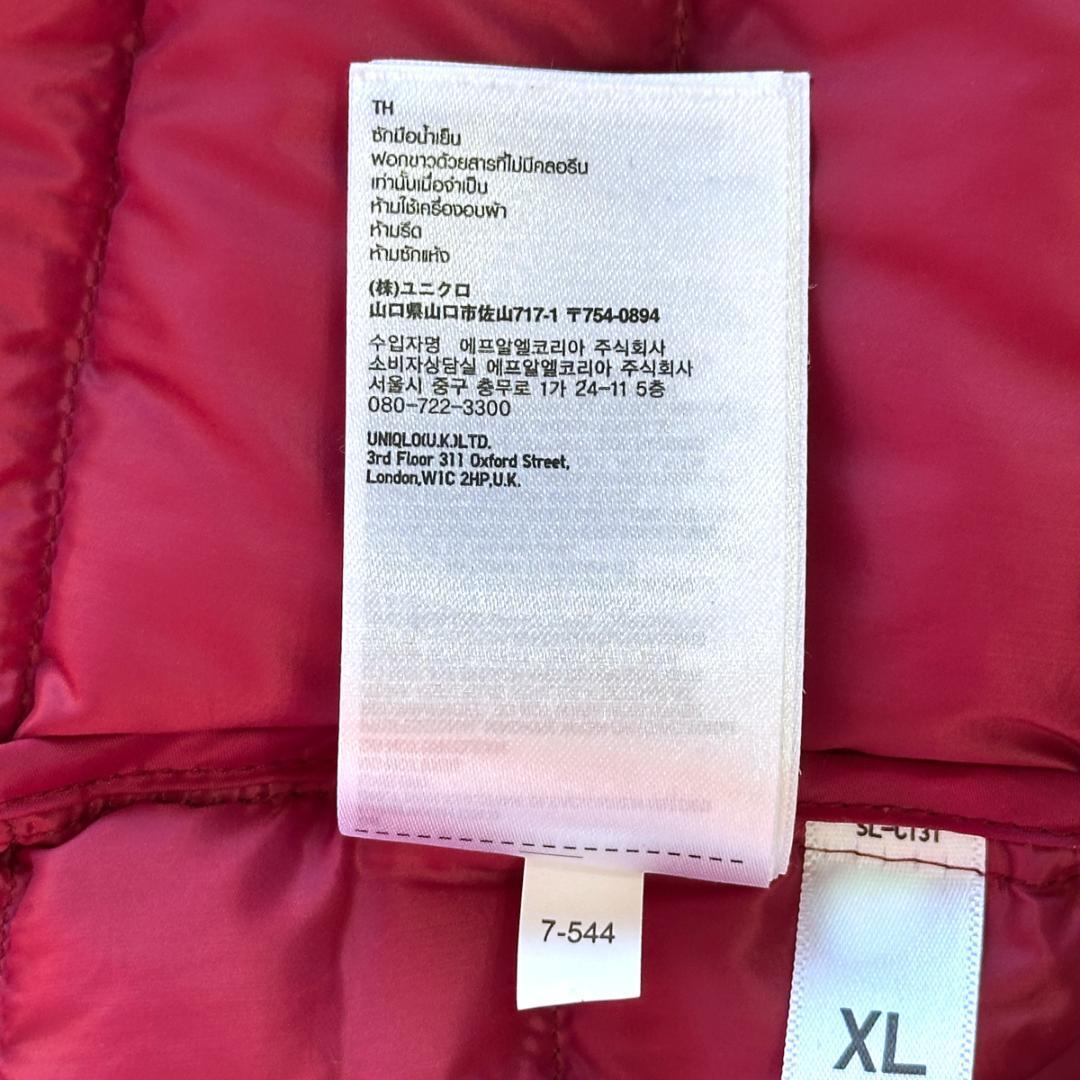 TH
ซักมือน้ำเย็น
ฟอกขาวด้วยสารที่ไม่มีคลอรีน
เท่านั้นเมื่อจำเป็น
ห้ามใช้เครื่องอบผ้า
ห้ามรีด
ห้ามซักแห้ง
(株)ユニクロ
山口県山口市佐山717-1 〒754-0894
수입자명 에프알엘코리아 주식회사
소비자상담실 에프알엘코리아 주식회사
서울시 중구 충무로 1가 24-11 5층
080-722-3300
UNIQLO(U.K.)LTD.
3rd Floor 311 Oxford Street,
London,W1C 2HP,U.K.
7-544
SL-C131
XL